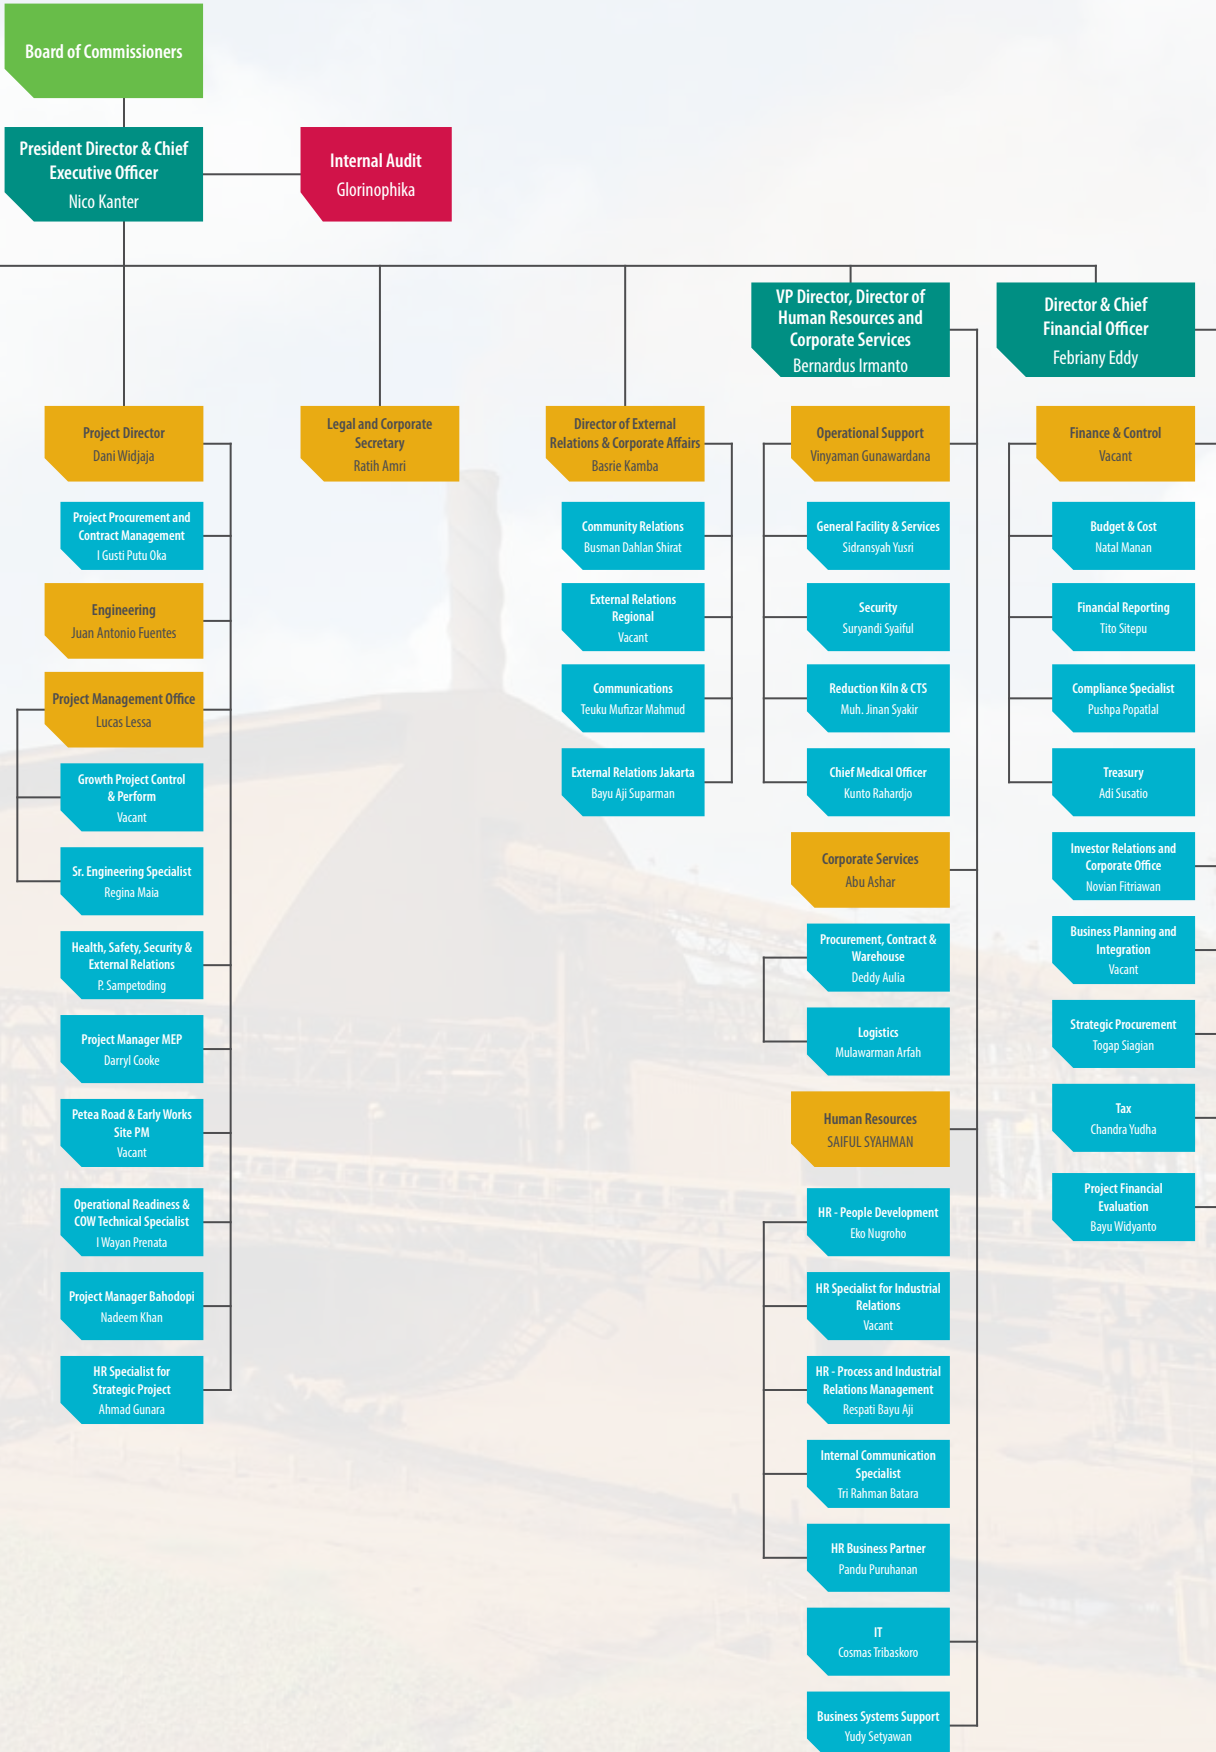 Board of Commissioners
President Director & Chief
Executive Officer
Nico Kanter
Internal Audit
Glorinophika
Project Director
Dani Widjaja
Project Procurement and
Contract Management
I Gusti Putu Oka
Engineering
Juan Antonio Fuentes
Project Management Office
Lucas Lessa
Growth Project Control
& Perform
Vacant
Sr. Engineering Specialist
Regina Maia
Health, Safety, Security &
External Relations
P. Sampetoding
Project Manager MEP
Darryl Cooke
Petea Road & Early Works
Site PM
Vacant
Operational Readiness &
COW Technical Specialist
I Wayan Prenata
Project Manager Bahodopi
Nadeem Khan
HR Specialist for
Strategic Project
Ahmad Gunara
Legal and Corporate
Secretary
Ratih Amri
Director of External
Relations & Corporate Affairs
Basrie Kamba
Community Relations
Busman Dahlan Shirat
External Relations
Regional
Vacant
Communications
Teuku Mufizar Mahmud
External Relations Jakarta
Bayu Aji Suparman
VP Director, Director of
Human Resources and
Corporate Services
Bernardus Irmanto
Operational Support
Vinyaman Gunawardana
General Facility & Services
Sidransyah Yusri
Security
Suryandi Syaiful
Reduction Kiln & CTS
Muh. Jinan Syakir
Chief Medical Officer
Kunto Rahardjo
Corporate Services
Abu Ashar
Procurement, Contract &
Warehouse
Deddy Aulia
Logistics
Mulawarman Arfah
Human Resources
SAIFUL SYAHMAN
HR - People Development
Eko Nugroho
HR Specialist for Industrial
Relations
Vacant
HR - Process and Industrial
Relations Management
Respati Bayu Aji
Internal Communication
Specialist
Tri Rahman Batara
HR Business Partner
Pandu Puruhanan
IT
Cosmas Tribaskoro
Business Systems Support
Yudy Setyawan
Director & Chief
Financial Officer
Febriany Eddy
Finance & Control
Vacant
Budget & Cost
Natal Manan
Financial Reporting
Tito Sitepu
Compliance Specialist
Pushpa Popatlal
Treasury
Adi Susatio
Investor Relations and
Corporate Office
Novian Fitriawan
Business Planning and
Integration
Vacant
Strategic Procurement
Togap Siagian
Tax
Chandra Yudha
Project Financial
Evaluation
Bayu Widyanto